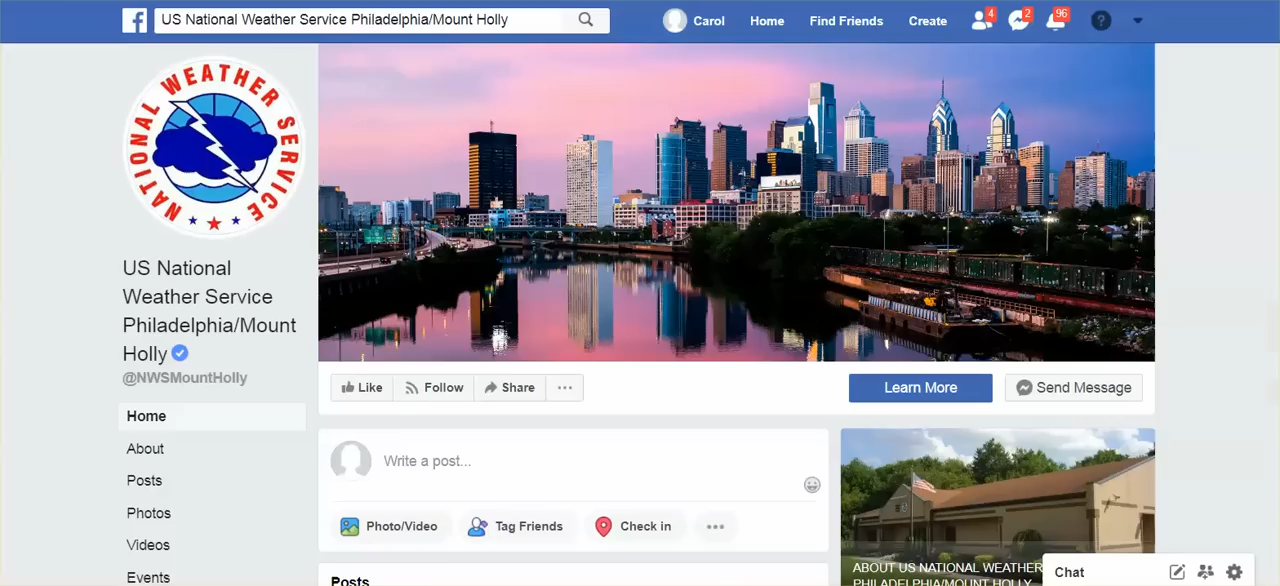 US National Weather Service Philadelphia/Mount Holly
Carol
Home
Find Friends
Create
4
2
96
?
NATIONAL WEATHER SERVICE
US National
Weather Service
Philadelphia/Mount
Holly
@NWSMountHolly
Home
About
Posts
Photos
Videos
Events
Like
Follow
Share
Learn More
Send Message
Write a post...
Photo/Video
Tag Friends
Check in
Posts
ABOUT US NATIONAL WEATHER
PHILADELPHIA/MOUNT HOLLY
Chat